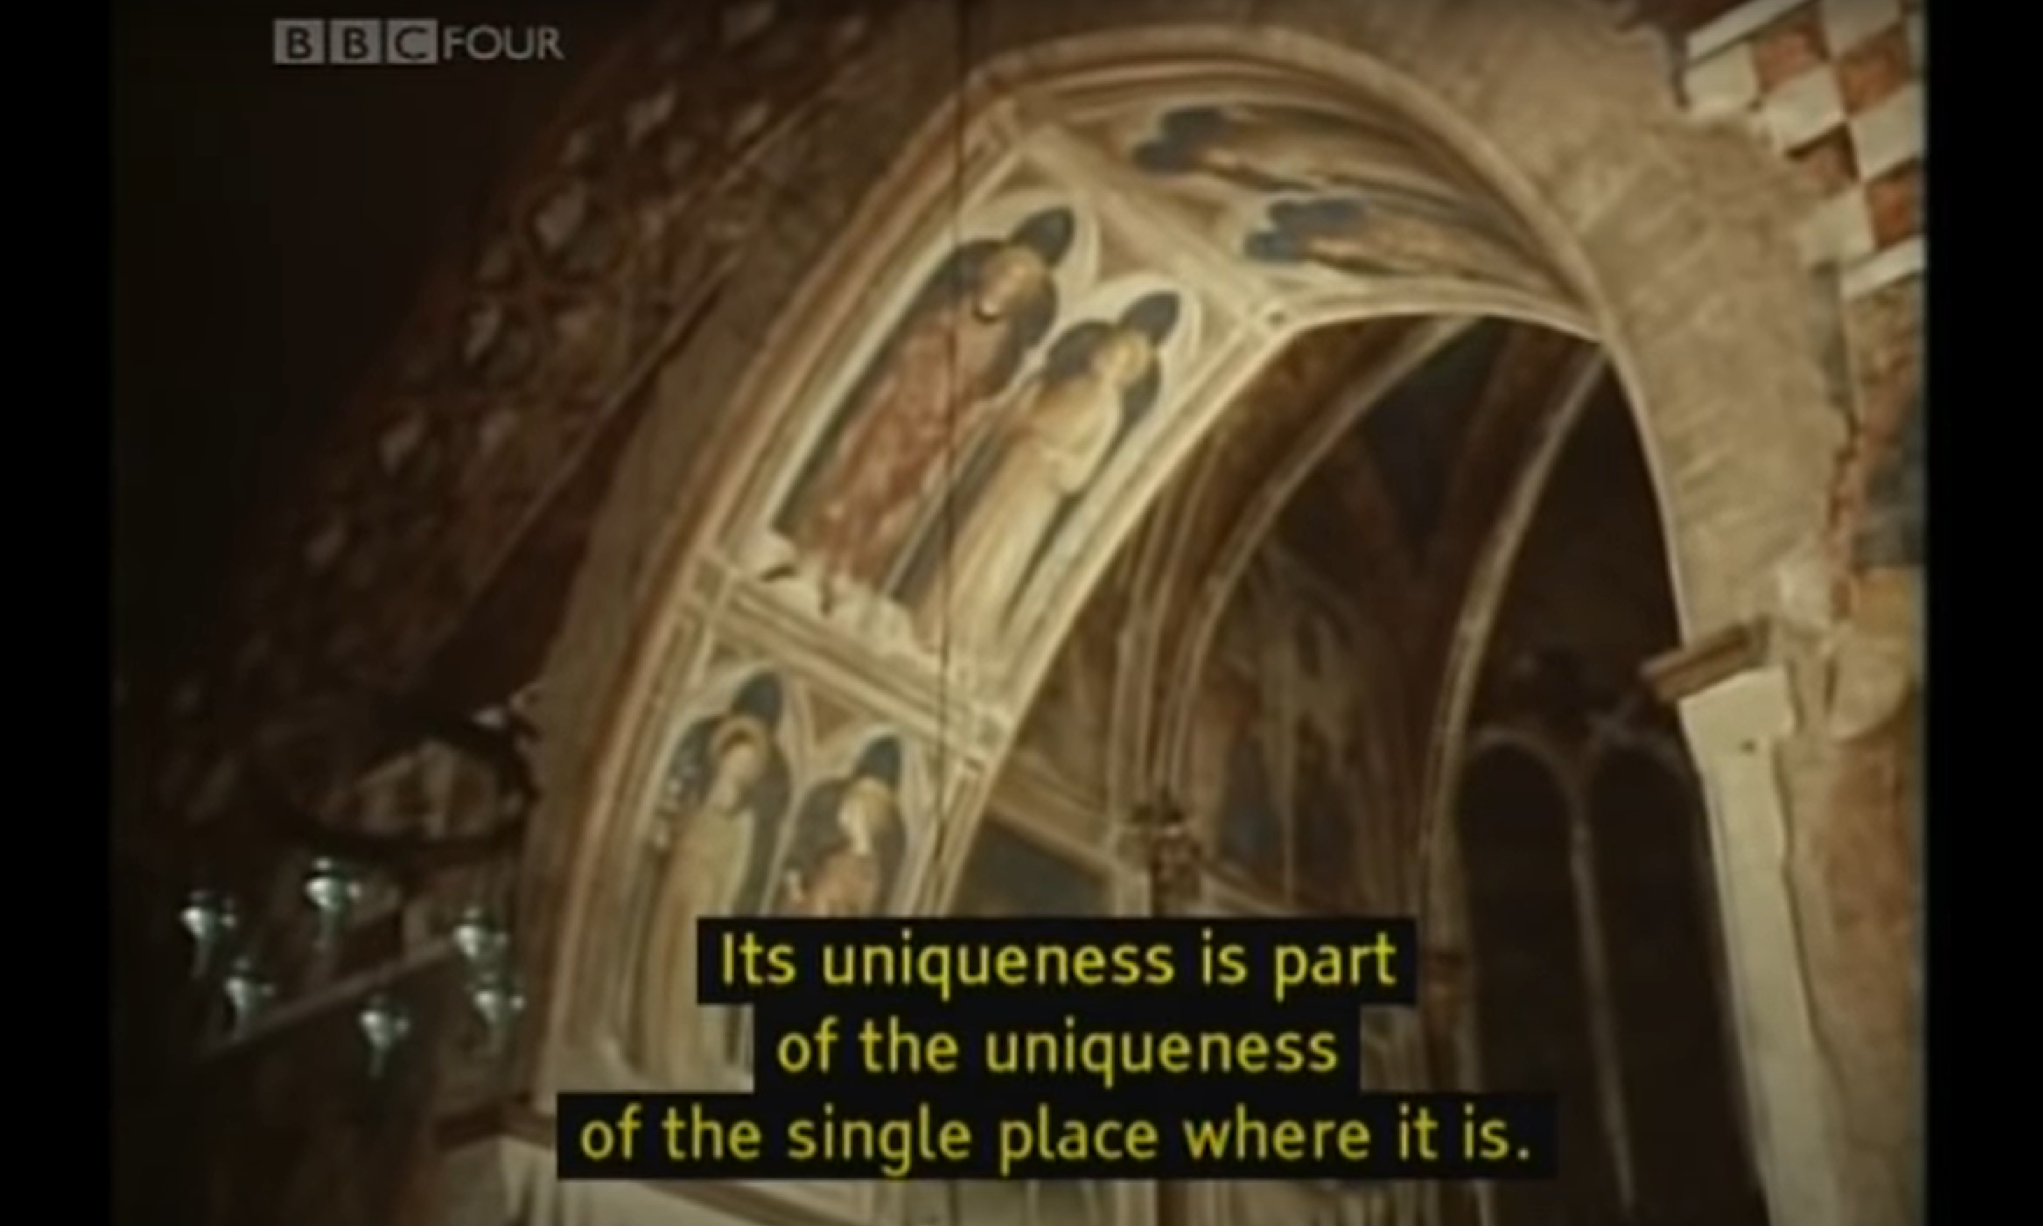 BBC FOUR
Its uniqueness is part
of the uniqueness
of the single place where it is.